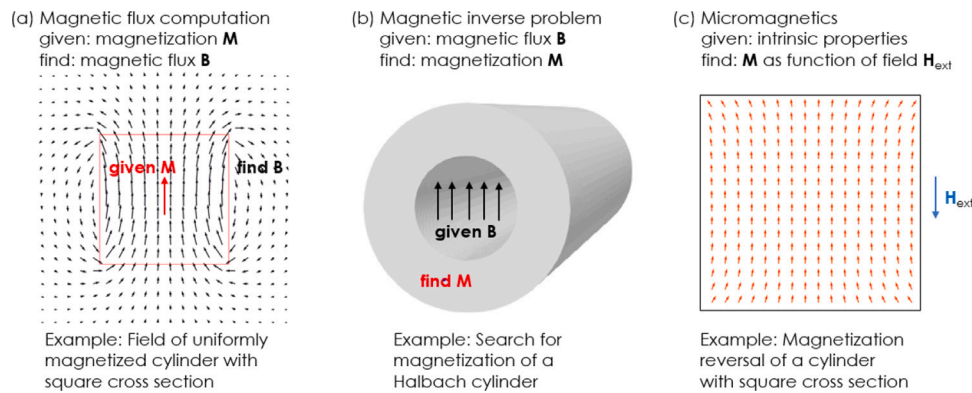 (a) Magnetic flux computation
given: magnetization M
find: magnetic flux B
given M
find B
Example: Field of uniformly
magnetized cylinder with
square cross section
(b) Magnetic inverse problem
given: magnetic flux B
find: magnetization M
given B
find M
Example: Search for
magnetization of a
Halbach cylinder
(c) Micromagnetics
given: intrinsic properties
find: M as function of field Hext
Hext
Example: Magnetization
reversal of a cylinder
with square cross section